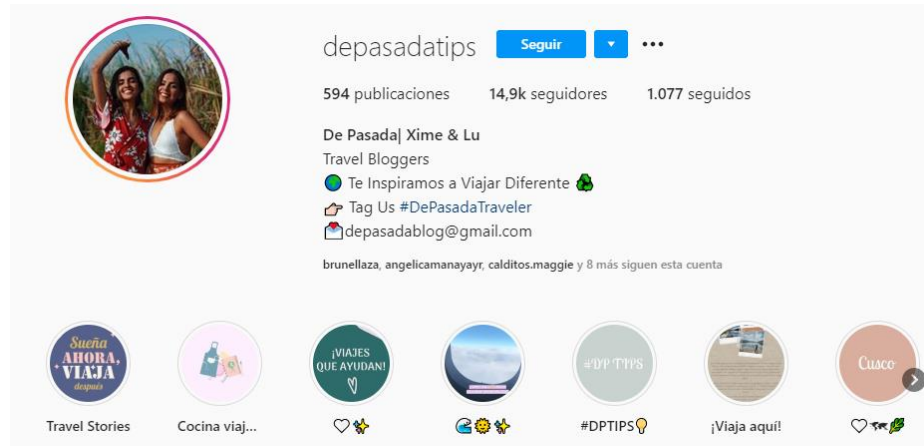 depasadatips Seguir
594 publicaciones 14,9k seguidores 1.077 seguidos
De Pasada| Xime & Lu
Travel Bloggers
🌍 Te Inspiramos a Viajar Diferente ♻
👉🏻 Tag Us #DePasadaTraveler
💌depasadablog@gmail.com
brunellaza, angelicamanayayr, calditos.maggie y 8 más siguen esta cuenta
Sueña
AHORA,
VIAJA
después
¡VIAJES
QUE AYUDAN!
#DP TIPS
Cusco
Travel Stories Cocina viaj... 🤍✨ 🌊🌞✨ #DPTIPS💡 ¡Viaja aquí! 🤍🗺🌿